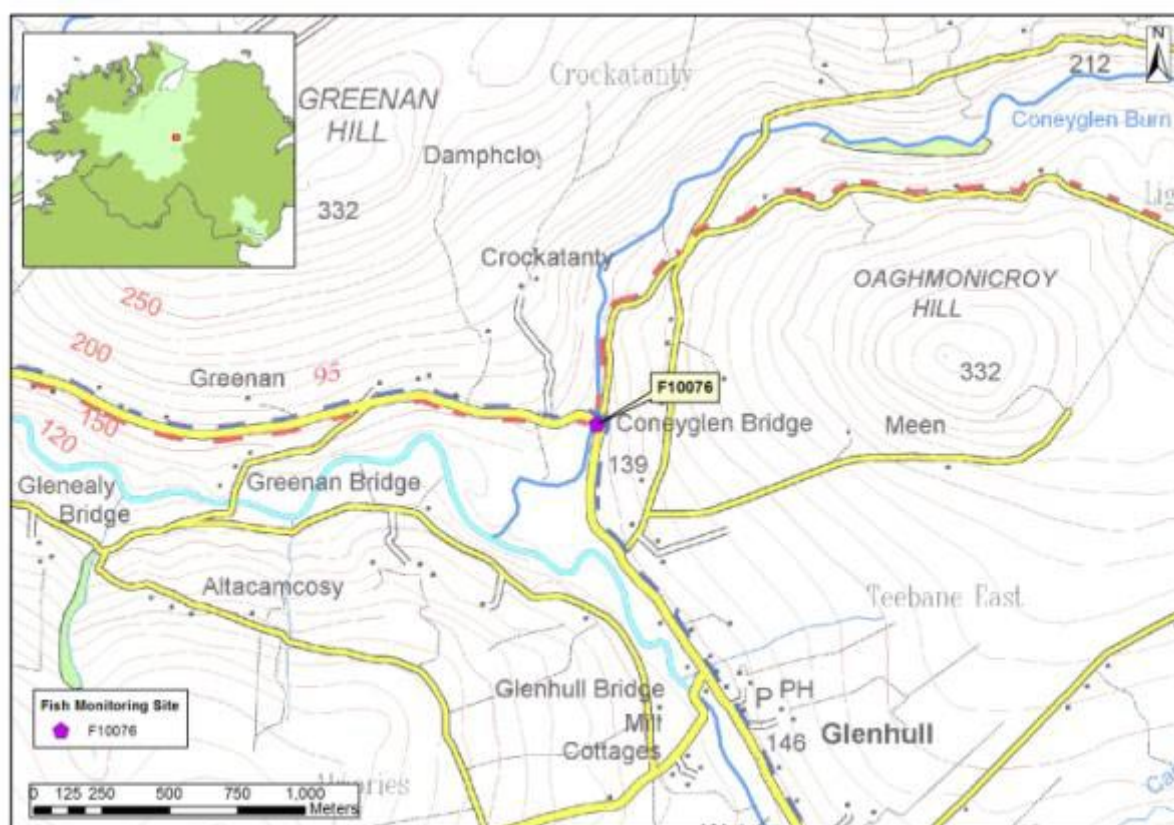 N
Crockatanty
212
GREENAN
HILL
Coneyglen Burn
332
Crockatanty
OAGHMONICROY
HILL
250
200
Greenan
95
F10076
332
150
Coneyglen Bridge
Meen
120
139
Glenealy
Bridge
Greenan Bridge
Altacamcosy
Teebane East
Fish Monitoring Site
F10076
Glenhull Bridge
P
PH
Mill
Cottages
146
Glenhull
0 125 250 500 750 1,000
Meters